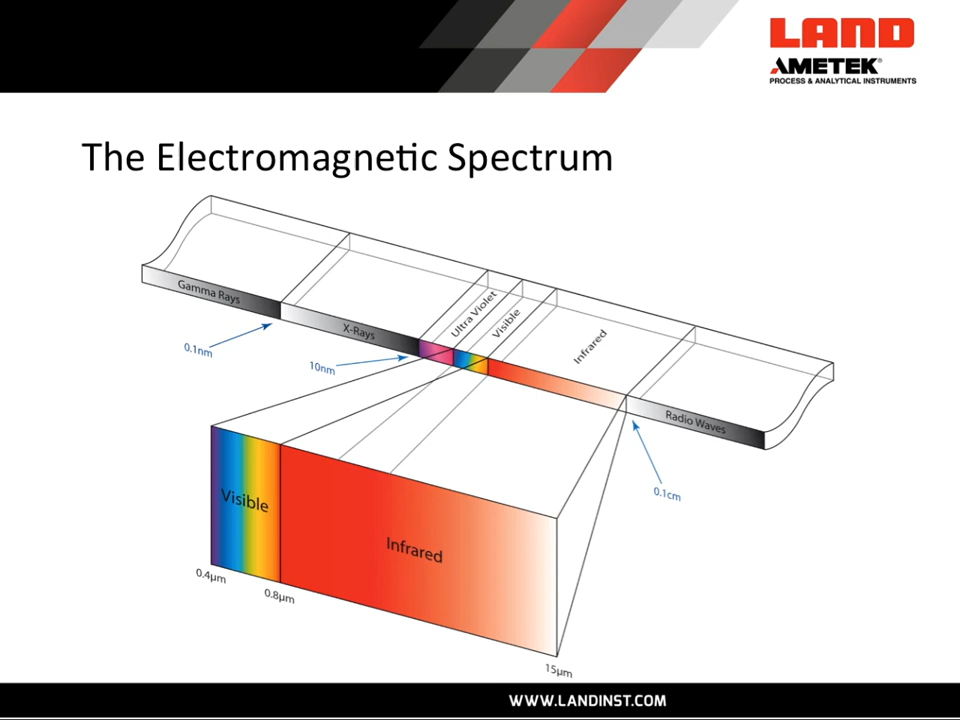 LAND
AMETEK®
PROCESS & ANALYTICAL INSTRUMENTS
The Electromagnetic Spectrum
Gamma Rays
X-Rays
Ultra Violet
Visible
Infrared
Radio Waves
0.1nm
10nm
0.1cm
Visible
Infrared
0.4µm
0.8µm
15µm
WWW.LANDINST.COM